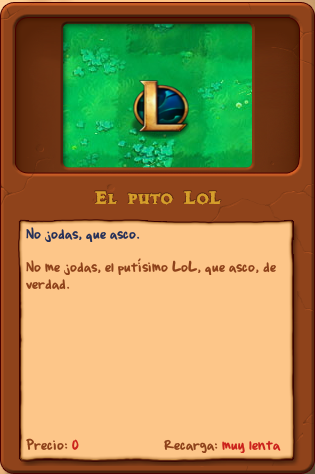 L
El puto LoL
No jodas, que asco.
No me jodas, el putísimo LoL, que asco, de
verdad.
Precio: 0 Recarga: muy lenta